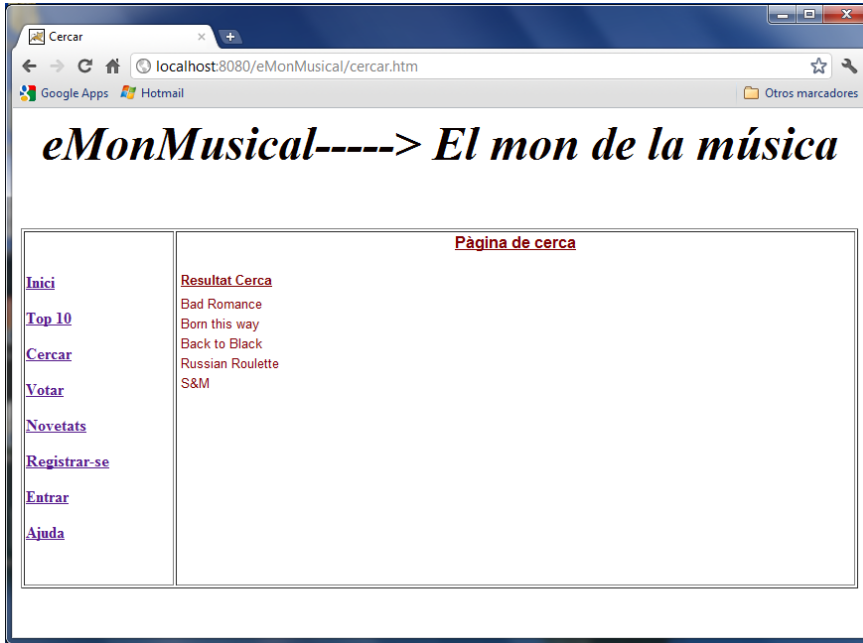 Cercar
localhost:8080/eMonMusical/cercar.htm
Google Apps Hotmail Otros marcadores
eMonMusical-----> El mon de la música
Pàgina de cerca
Inici
Top 10
Cercar
Votar
Novetats
Registrar-se
Entrar
Ajuda
Resultat Cerca
Bad Romance
Born this way
Back to Black
Russian Roulette
S&M